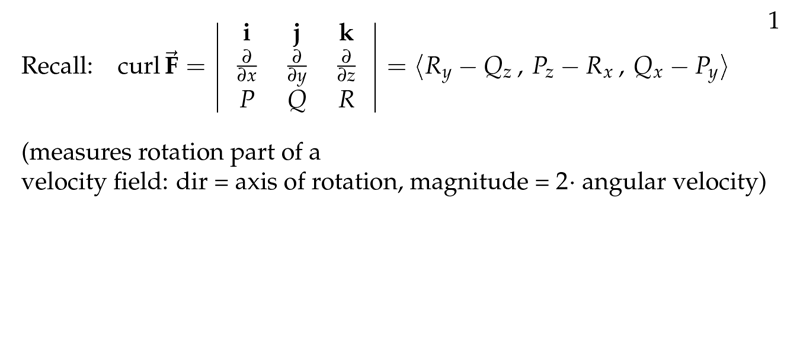 1
Recall: curl F⃗ = | i j k |
| ∂/∂x ∂/∂y ∂/∂z |
| P Q R | = ⟨R_y − Q_z , P_z − R_x , Q_x − P_y⟩
(measures rotation part of a
velocity field: dir = axis of rotation, magnitude = 2· angular velocity)